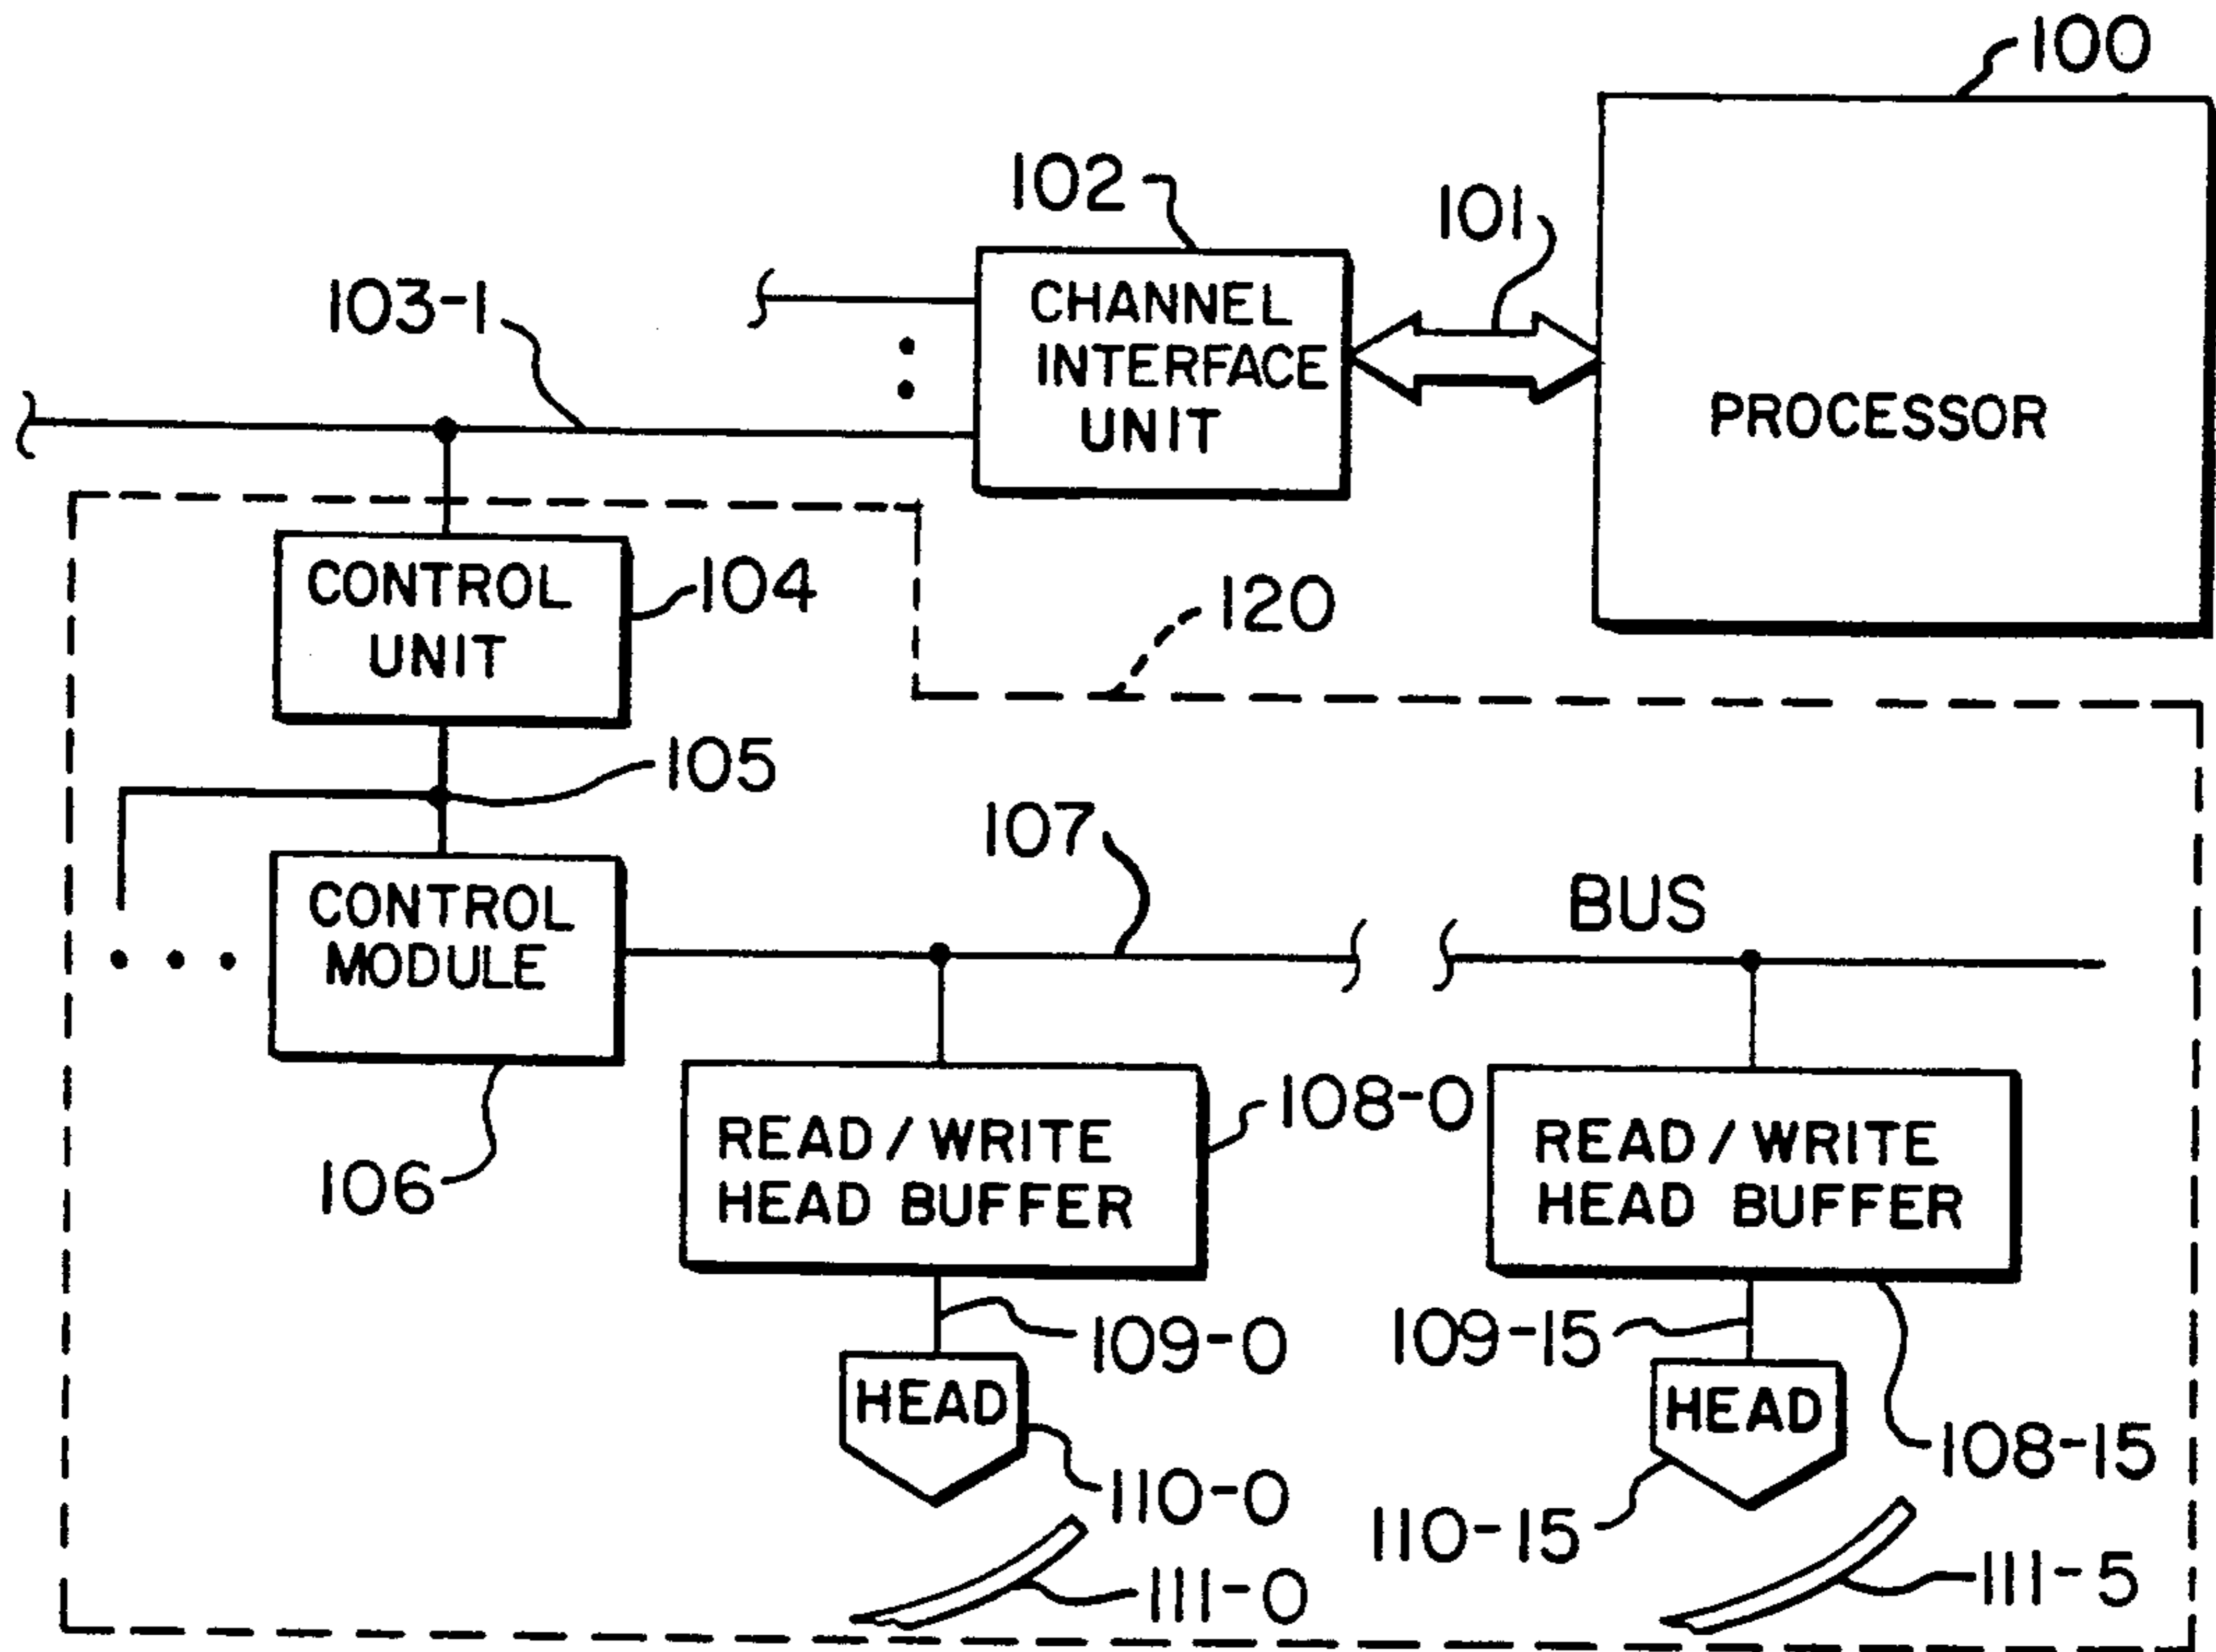 100
102
101
103-1
CHANNEL
INTERFACE
UNIT
PROCESSOR
CONTROL
UNIT
104
120
105
107
BUS
CONTROL
MODULE
106
READ/WRITE
HEAD BUFFER
108-0
READ/WRITE
HEAD BUFFER
109-0
109-15
HEAD
HEAD
108-15
110-0
110-15
111-0
111-5